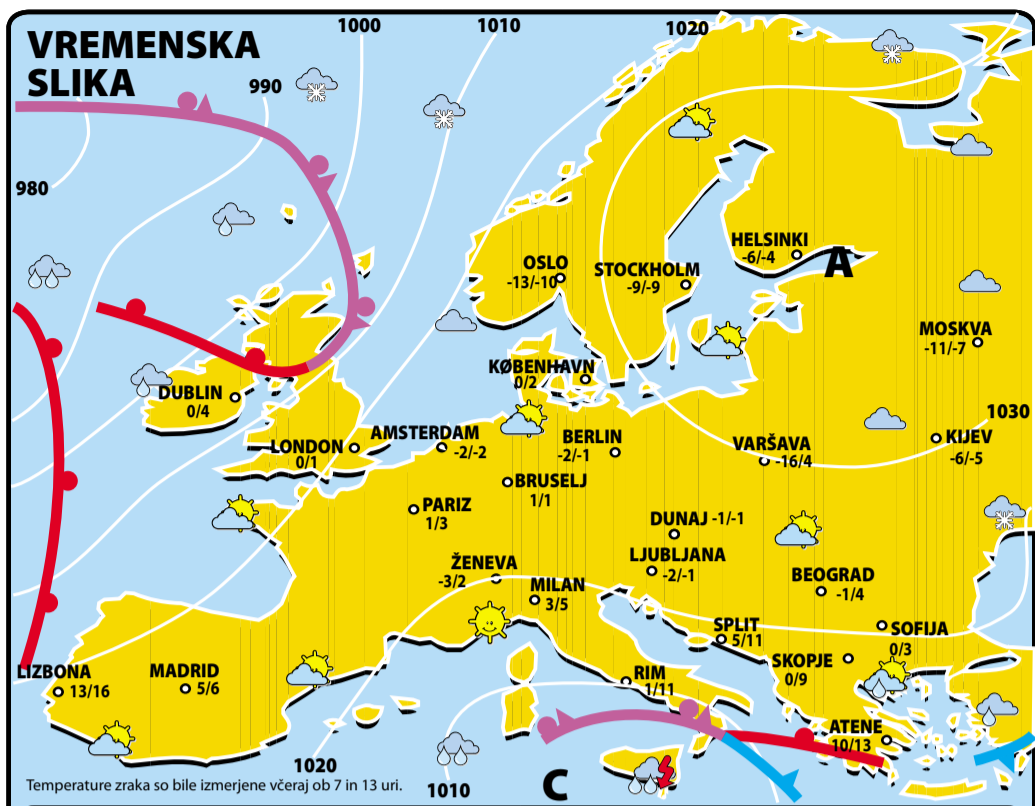 VREMENSKA
SLIKA
1000
1010
1020
990
980
HELSINKI
-6/-4
A
OSLO
-13/-10
STOCKHOLM
-9/-9
MOSKVA
-11/-7
KØBENHAVN
0/2
DUBLIN
0/4
1030
LONDON
0/1
AMSTERDAM
-2/-2
BERLIN
-2/-1
VARŠAVA
-16/4
KIJEV
-6/-5
BRUSELJ
1/1
PARIZ
1/3
DUNAJ -1/-1
LJUBLJANA
-2/-1
ŽENEVA
-3/2
MILAN
3/5
BEOGRAD
-1/4
SPLIT
5/11
SOFIJA
0/3
SKOPJE
0/9
LIZBONA
13/16
MADRID
5/6
RIM
1/11
ATENE
10/13
1020
1010
C
Temperature zraka so bile izmerjene včeraj ob 7 in 13 uri.